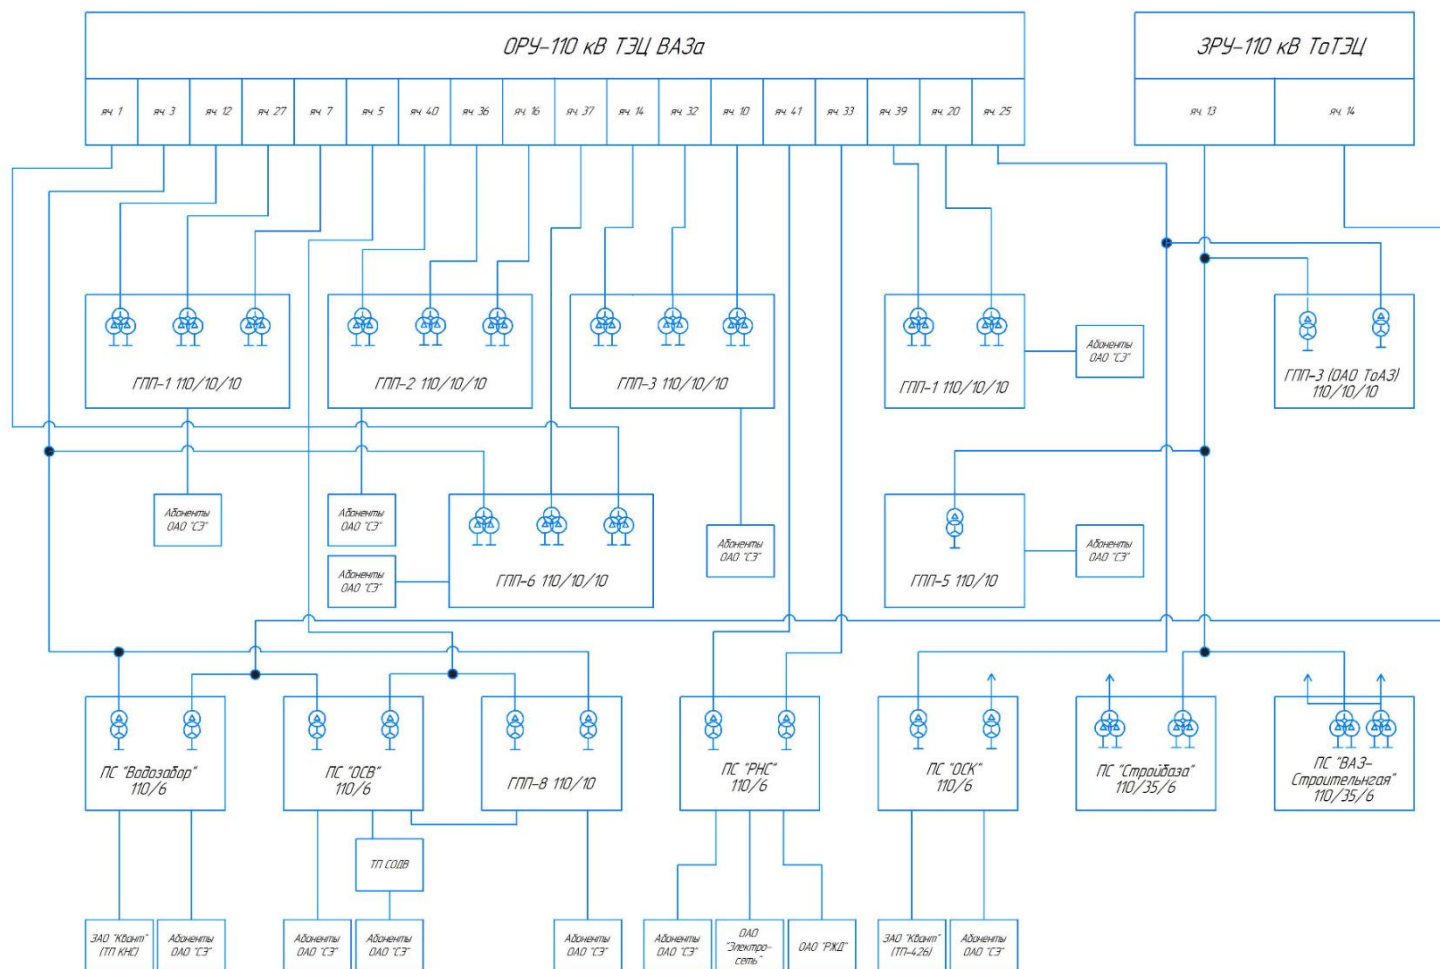 ОРУ-110 кВ ТЭЦ ВАЗа
ЗРУ-110 кВ ТоТЭЦ
яч. 1
яч. 3
яч. 12
яч. 27
яч. 7
яч. 5
яч. 40
яч. 36
яч. 16
яч. 37
яч. 14
яч. 32
яч. 10
яч. 41
яч. 33
яч. 39
яч. 20
яч. 25
яч. 13
яч. 14
ГПП-1 110/10/10
ГПП-2 110/10/10
ГПП-3 110/10/10
ГПП-1 110/10/10
Абоненты
ОАО "СЭ"
ГПП-3 (ОАО ТоАЗ)
110/10/10
Абоненты
ОАО "СЭ"
Абоненты
ОАО "СЭ"
Абоненты
ОАО "СЭ"
ГПП-6 110/10/10
Абоненты
ОАО "СЭ"
ГПП-5 110/10
Абоненты
ОАО "СЭ"
ПС "Водозабор"
110/6
ПС "ОСВ"
110/6
ГПП-8 110/10
ПС "РНС"
110/6
ПС "ОСК"
110/6
ПС "Стройбаза"
110/35/6
ПС "ВАЗ-
Строительнгая"
110/35/6
ТП СОДВ
ЗАО "Квант"
(ТП КНС)
Абоненты
ОАО "СЭ"
Абоненты
ОАО "СЭ"
Абоненты
ОАО "СЭ"
Абоненты
ОАО "СЭ"
Абоненты
ОАО "СЭ"
ОАО
"Электро-
сеть"
ОАО "РЖД"
ЗАО "Квант"
(ТП-426)
Абоненты
ОАО "СЭ"